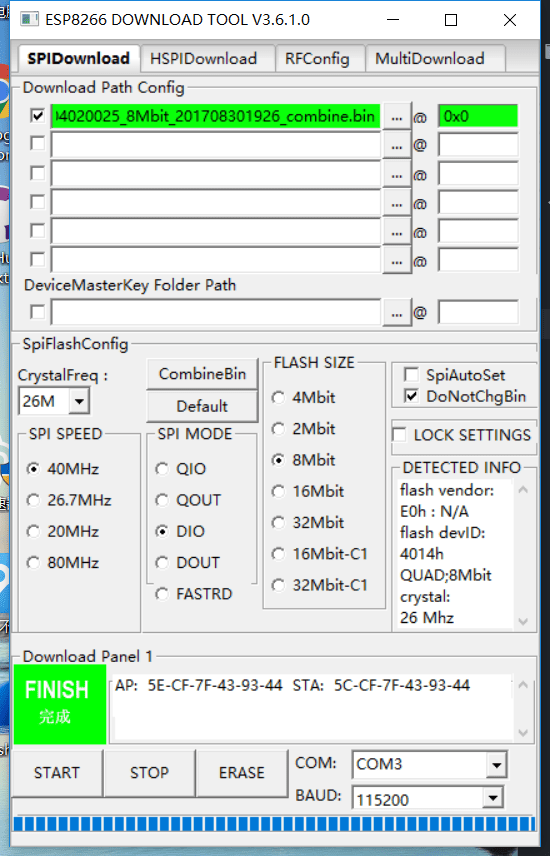 ESP8266 DOWNLOAD TOOL V3.6.1.0
SPIDownload HSPIDownload RFConfig MultiDownload
Download Path Config
04020025_8Mbit_201708301926_combine.bin ... @ 0x0
... @
... @
... @
... @
... @
DeviceMasterKey Folder Path
... @
SpiFlashConfig
CrystalFreq :
26M
CombineBin
Default
SPI SPEED
40MHz
26.7MHz
20MHz
80MHz
SPI MODE
QIO
QOUT
DIO
DOUT
FASTRD
FLASH SIZE
4Mbit
2Mbit
8Mbit
16Mbit
32Mbit
16Mbit-C1
32Mbit-C1
SpiAutoSet
DoNotChgBin
LOCK SETTINGS
DETECTED INFO
flash vendor:
E0h : N/A
flash devID:
4014h
QUAD;8Mbit
crystal:
26 Mhz
Download Panel 1
FINISH
完成
AP: 5E-CF-7F-43-93-44 STA: 5C-CF-7F-43-93-44
START STOP ERASE
COM: COM3
BAUD: 115200